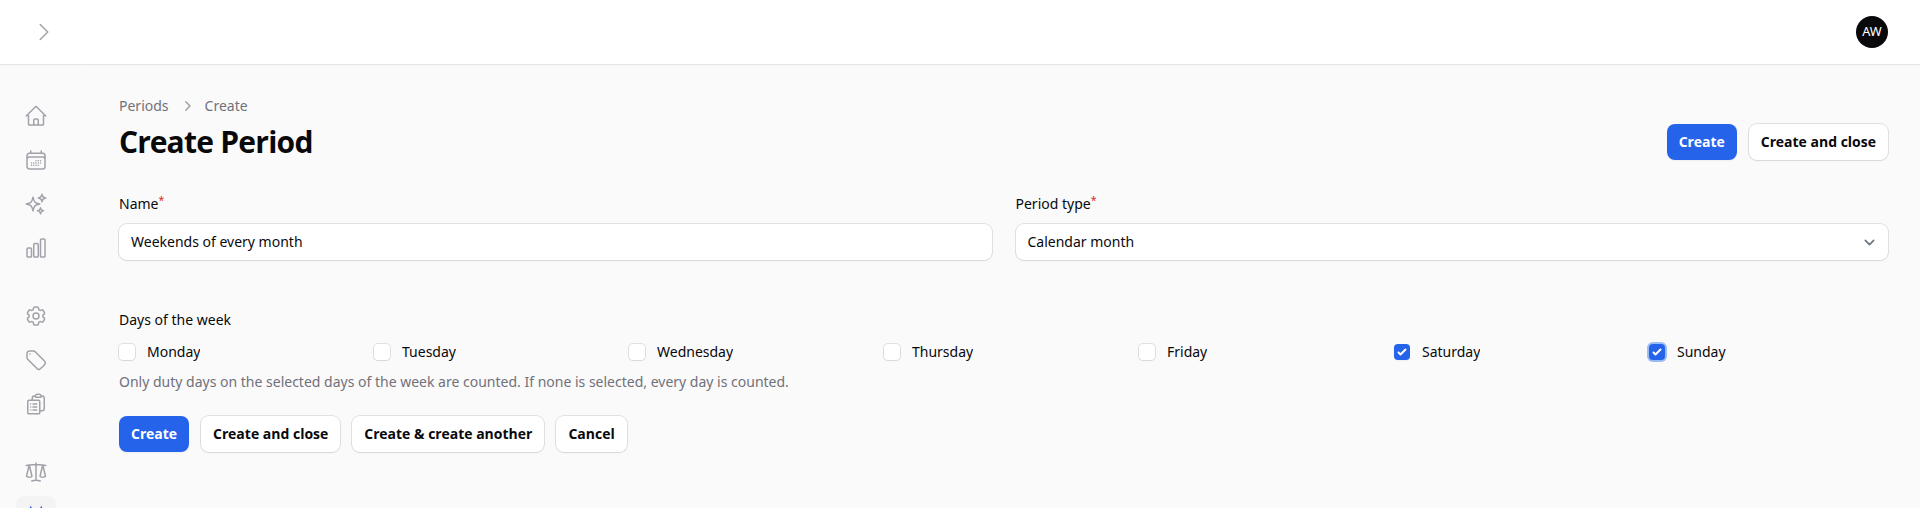 AW
Periods > Create
Create Period
Create Create and close
Name* Period type*
Weekends of every month Calendar month
Days of the week
Monday Tuesday Wednesday Thursday Friday Saturday Sunday
Only duty days on the selected days of the week are counted. If none is selected, every day is counted.
Create Create and close Create & create another Cancel